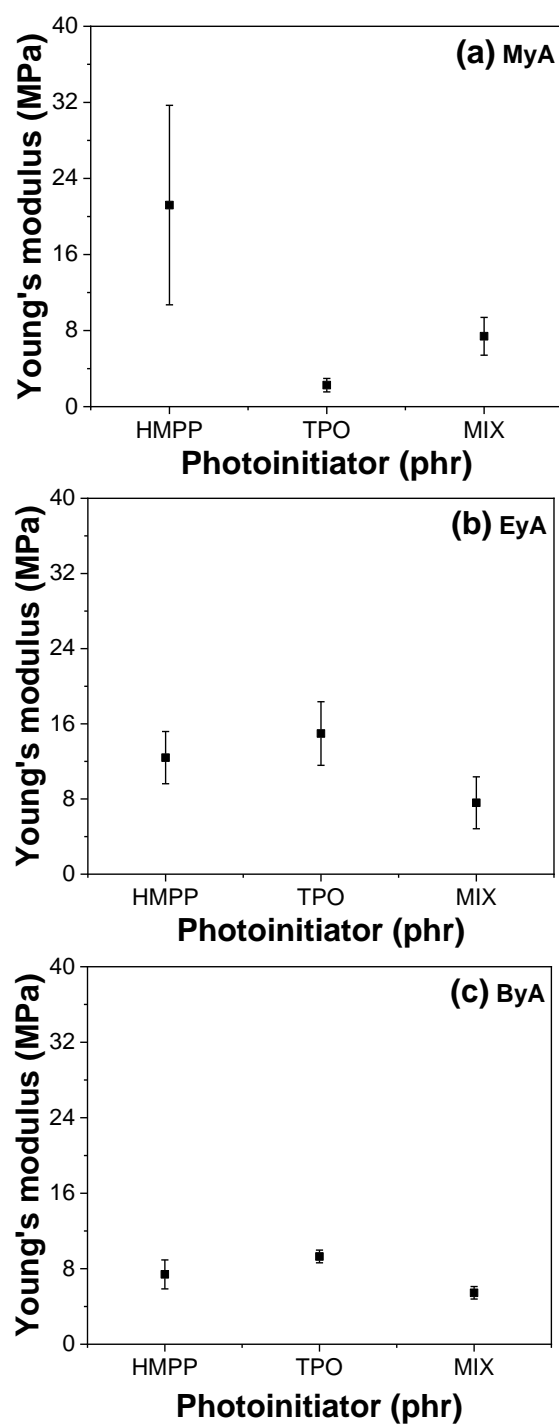 (a) MyA
Young's modulus (MPa)
40
32
24
16
8
0
HMPP TPO MIX
Photoinitiator (phr)
(b) EyA
Young's modulus (MPa)
40
32
24
16
8
0
HMPP TPO MIX
Photoinitiator (phr)
(c) ByA
Young's modulus (MPa)
40
32
24
16
8
0
HMPP TPO MIX
Photoinitiator (phr)